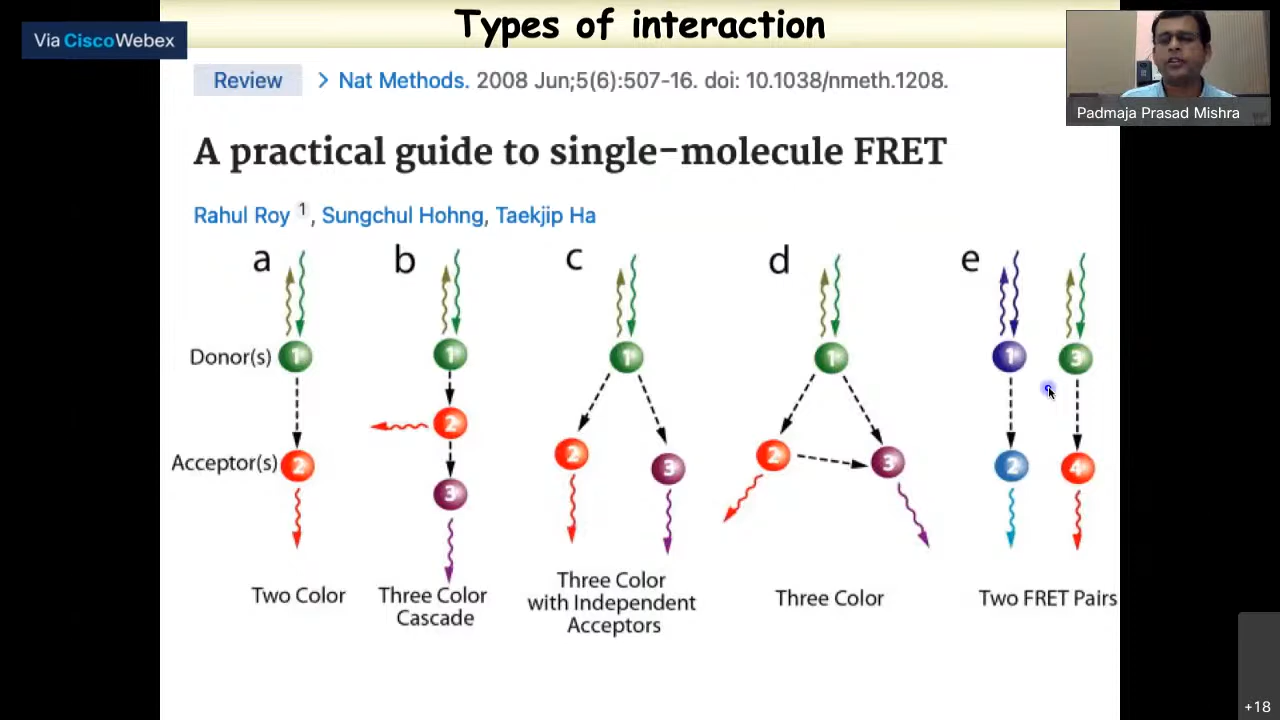 Types of interaction
Via CiscoWebex
Padmaja Prasad Mishra
Review > Nat Methods. 2008 Jun;5(6):507-16. doi: 10.1038/nmeth.1208.
A practical guide to single-molecule FRET
Rahul Roy 1, Sungchul Hohng, Taekjip Ha
a b c d e
Donor(s) 1 1 1 1 1 3
2
Acceptor(s) 2 2 3 2 3 2 4
3
Two Color
Three Color
Cascade
Three Color
with Independent
Acceptors
Three Color
Two FRET Pairs
+18